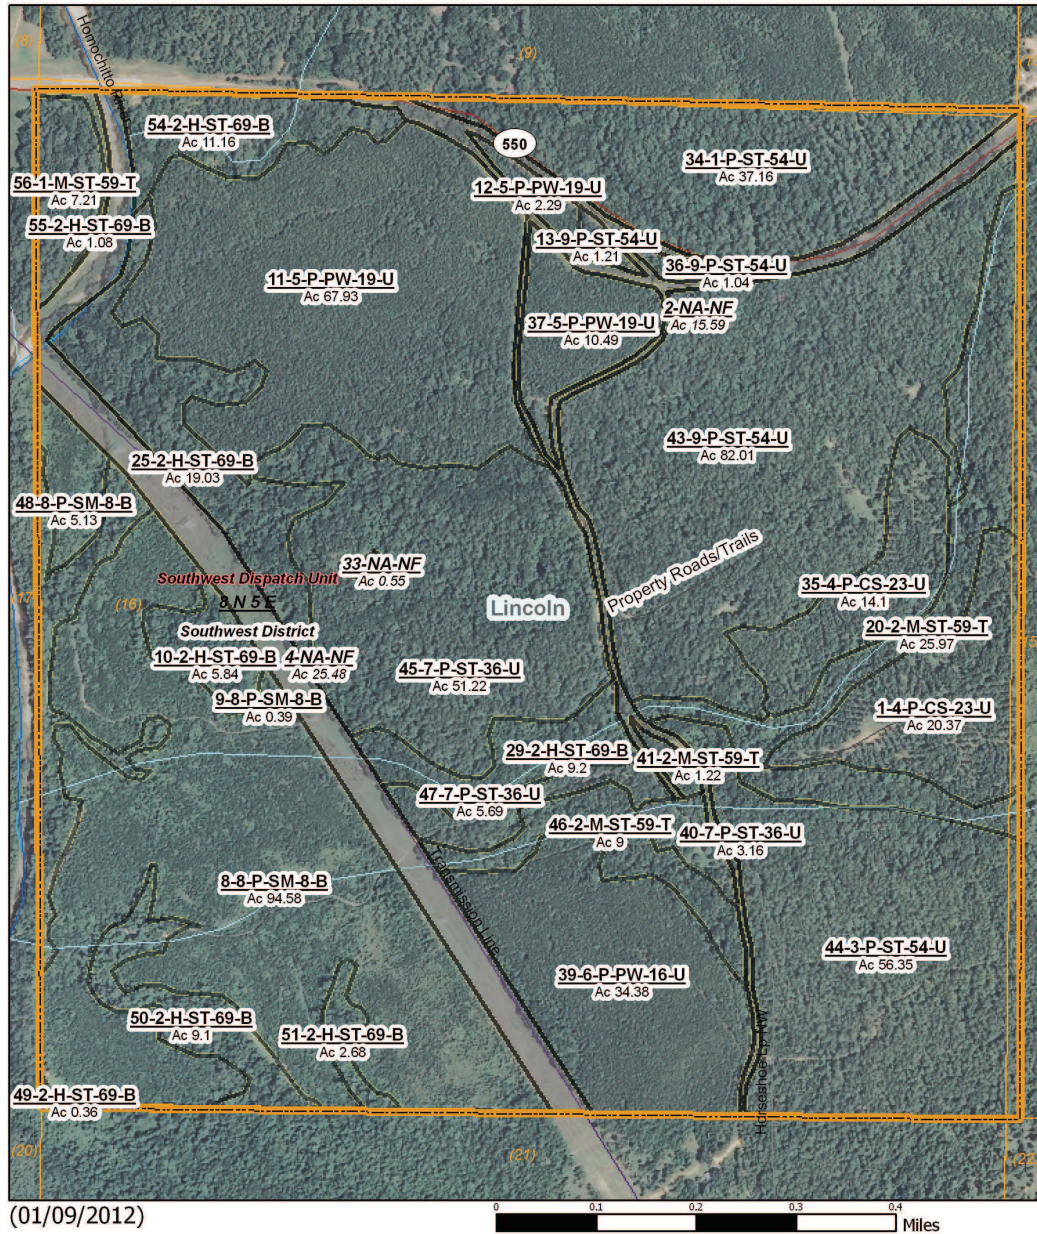 (8)
(9)
Homochitto River
54-2-H-ST-69-B
Ac 11.16
550
34-1-P-ST-54-U
Ac 37.16
56-1-M-ST-59-T
Ac 7.21
12-5-P-PW-19-U
Ac 2.29
55-2-H-ST-69-B
Ac 1.08
13-9-P-ST-54-U
Ac 1.21
36-9-P-ST-54-U
Ac 1.04
11-5-P-PW-19-U
Ac 67.93
2-NA-NF
Ac 15.59
37-5-P-PW-19-U
Ac 10.49
43-9-P-ST-54-U
Ac 82.01
25-2-H-ST-69-B
Ac 19.03
48-8-P-SM-8-B
Ac 5.13
33-NA-NF
Ac 0.55
Property Roads/Trails
Southwest Dispatch Unit
(17)
(16)
8 N 5 E
Lincoln
35-4-P-CS-23-U
Ac 14.1
Southwest District
20-2-M-ST-59-T
Ac 25.97
10-2-H-ST-69-B
Ac 5.84
4-NA-NF
Ac 25.48
45-7-P-ST-36-U
Ac 51.22
9-8-P-SM-8-B
Ac 0.39
1-4-P-CS-23-U
Ac 20.37
29-2-H-ST-69-B
Ac 9.2
41-2-M-ST-59-T
Ac 1.22
47-7-P-ST-36-U
Ac 5.69
46-2-M-ST-59-T
Ac 9
40-7-P-ST-36-U
Ac 3.16
8-8-P-SM-8-B
Ac 94.58
Transmission Line
44-3-P-ST-54-U
Ac 56.35
39-6-P-PW-16-U
Ac 34.38
50-2-H-ST-69-B
Ac 9.1
51-2-H-ST-69-B
Ac 2.68
Horseshoe Lp NW
49-2-H-ST-69-B
Ac 0.36
(20)
(21)
(22)
(01/09/2012)
0 0.1 0.2 0.3 0.4
Miles